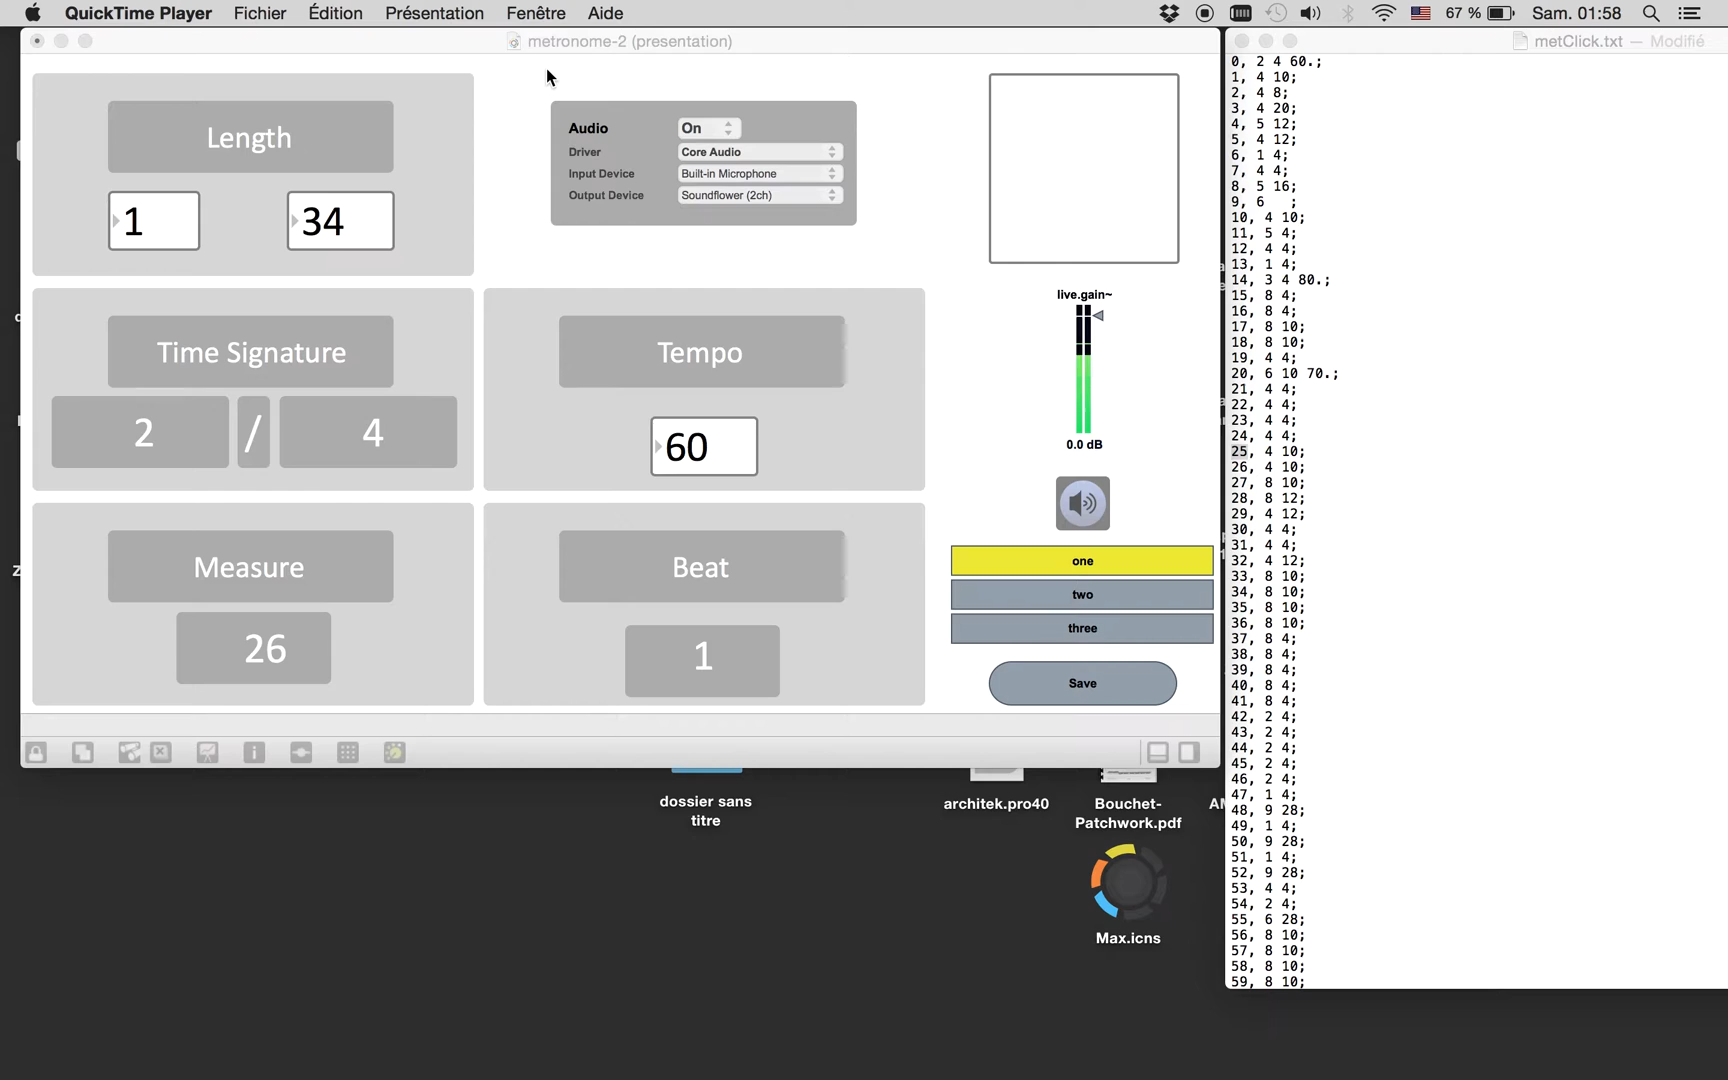 QuickTime Player Fichier Édition Présentation Fenêtre Aide 67 % Sam. 01:58
metronome-2 (presentation)
Length
1 34
Audio On
Driver Core Audio
Input Device Built-in Microphone
Output Device Soundflower (2ch)
live.gain~
0.0 dB
Time Signature
2 / 4
Tempo
60
Measure
26
Beat
1
one
two
three
Save
dossier sans
titre
architek.pro40
Bouchet-
Patchwork.pdf
Max.icns
metClick.txt — Modifié
0, 2 4 60.;
1, 4 10;
2, 4 8;
3, 4 20;
4, 5 12;
5, 4 12;
6, 1 4;
7, 4 4;
8, 5 16;
9, 6 ;
10, 4 10;
11, 5 4;
12, 4 4;
13, 1 4;
14, 3 4 80.;
15, 8 4;
16, 8 4;
17, 8 10;
18, 8 10;
19, 4 4;
20, 6 10 70.;
21, 4 4;
22, 4 4;
23, 4 4;
24, 4 4;
25, 4 10;
26, 4 10;
27, 8 10;
28, 8 12;
29, 4 12;
30, 4 4;
31, 4 4;
32, 4 12;
33, 8 10;
34, 8 10;
35, 8 10;
36, 8 10;
37, 8 4;
38, 8 4;
39, 8 4;
40, 8 4;
41, 8 4;
42, 2 4;
43, 2 4;
44, 2 4;
45, 2 4;
46, 2 4;
47, 1 4;
48, 9 28;
49, 1 4;
50, 9 28;
51, 1 4;
52, 9 28;
53, 4 4;
54, 2 4;
55, 6 28;
56, 8 10;
57, 8 10;
58, 8 10;
59, 8 10;